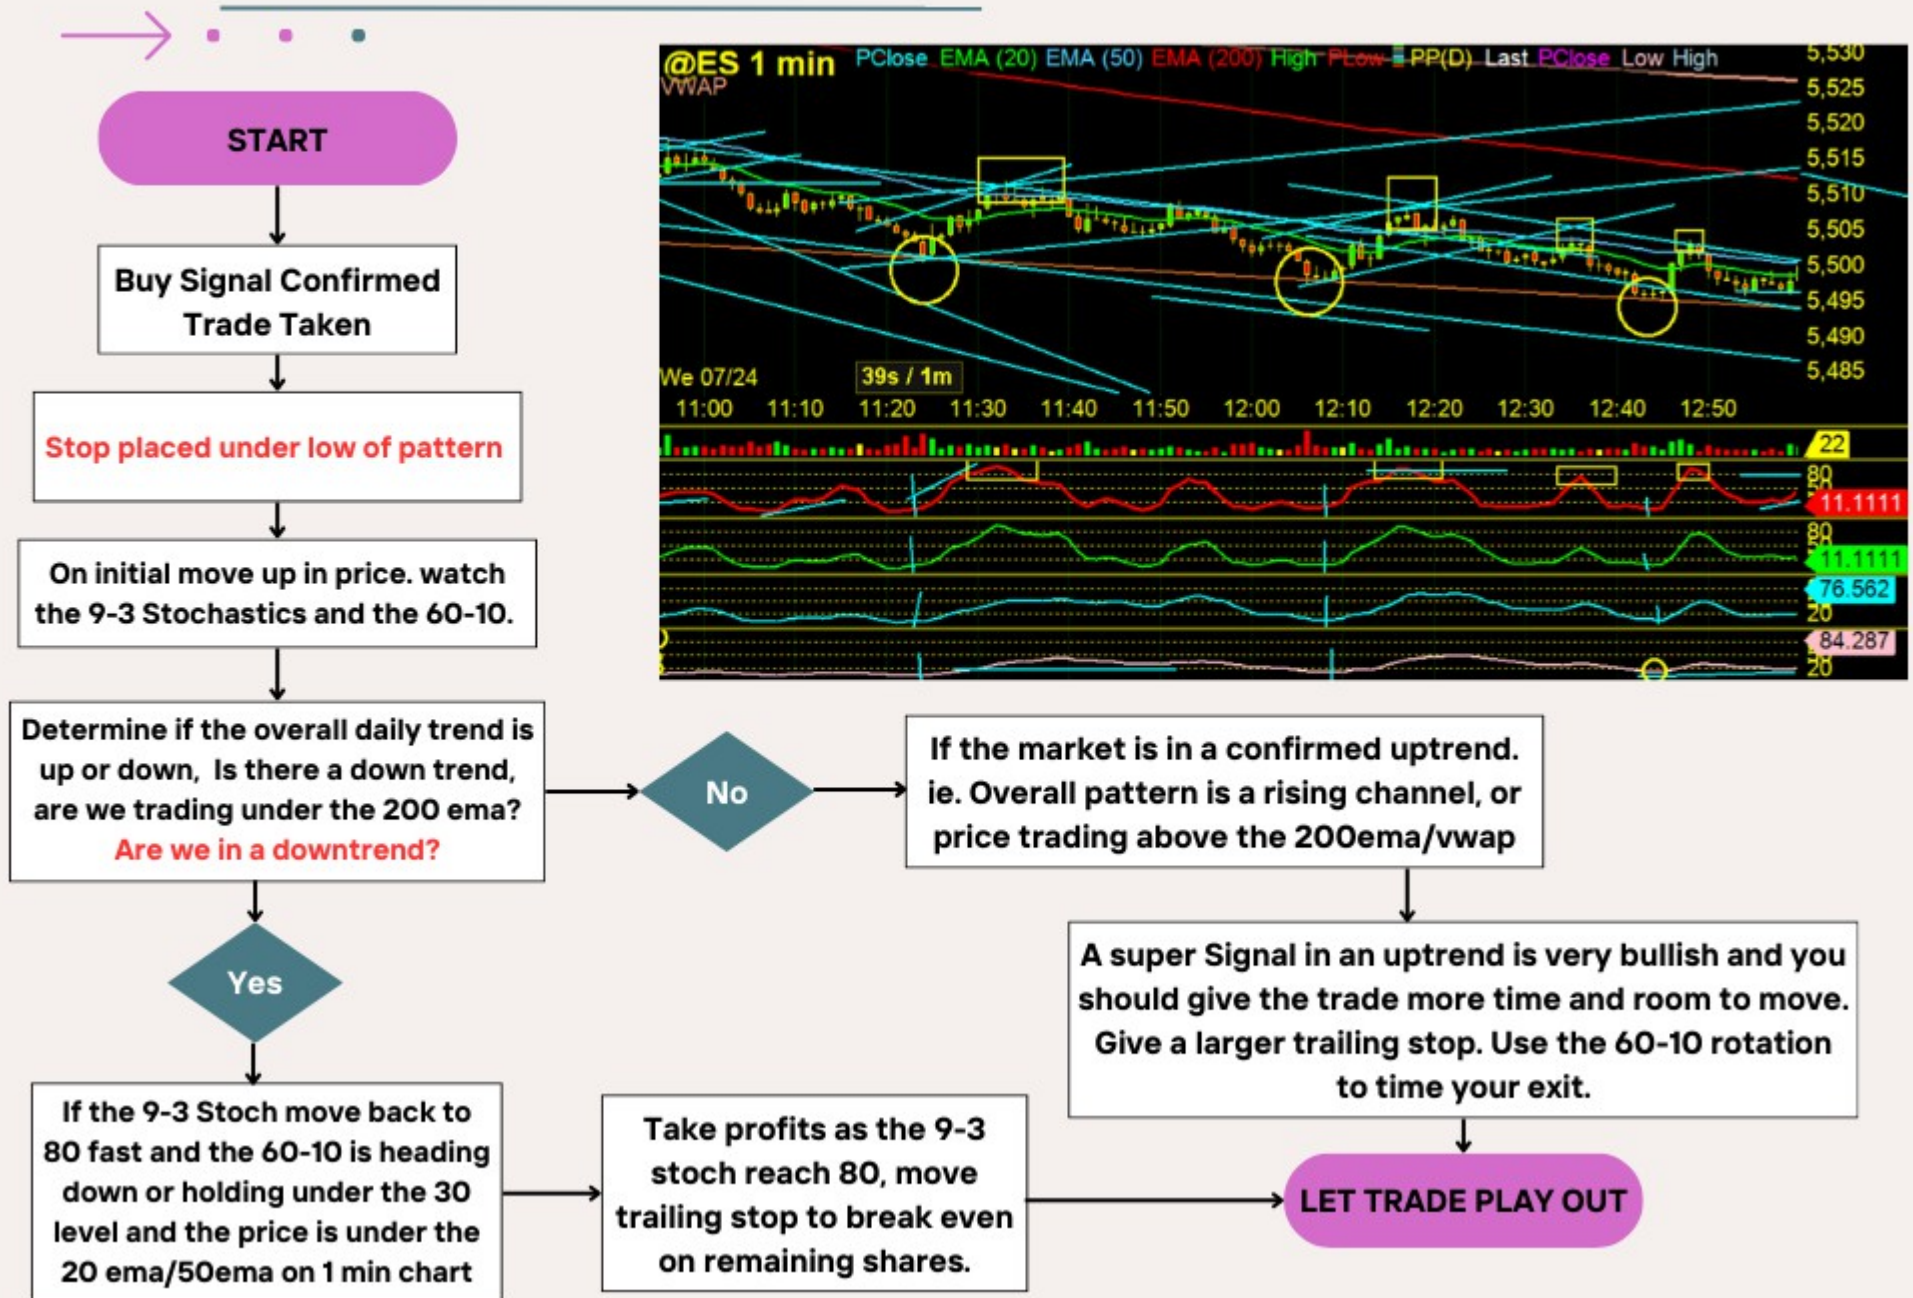 START
Buy Signal Confirmed
Trade Taken
Stop placed under low of pattern
On initial move up in price. watch
the 9-3 Stochastics and the 60-10.
Determine if the overall daily trend is
up or down, Is there a down trend,
are we trading under the 200 ema?
Are we in a downtrend?
No
If the market is in a confirmed uptrend.
ie. Overall pattern is a rising channel, or
price trading above the 200ema/vwap
A super Signal in an uptrend is very bullish and you
should give the trade more time and room to move.
Give a larger trailing stop. Use the 60-10 rotation
to time your exit.
Yes
If the 9-3 Stoch move back to
80 fast and the 60-10 is heading
down or holding under the 30
level and the price is under the
20 ema/50ema on 1 min chart
Take profits as the 9-3
stoch reach 80, move
trailing stop to break even
on remaining shares.
LET TRADE PLAY OUT
@ES 1 min PClose EMA (20) EMA (50) EMA (200) High PLow PP(D) Last PClose Low High
VWAP
5,530
5,525
5,520
5,515
5,510
5,505
5,500
5,495
5,490
5,485
We 07/24 39s / 1m
11:00 11:10 11:20 11:30 11:40 11:50 12:00 12:10 12:20 12:30 12:40 12:50
22
80
11.1111
80
11.1111
76.562
20
84.287
20